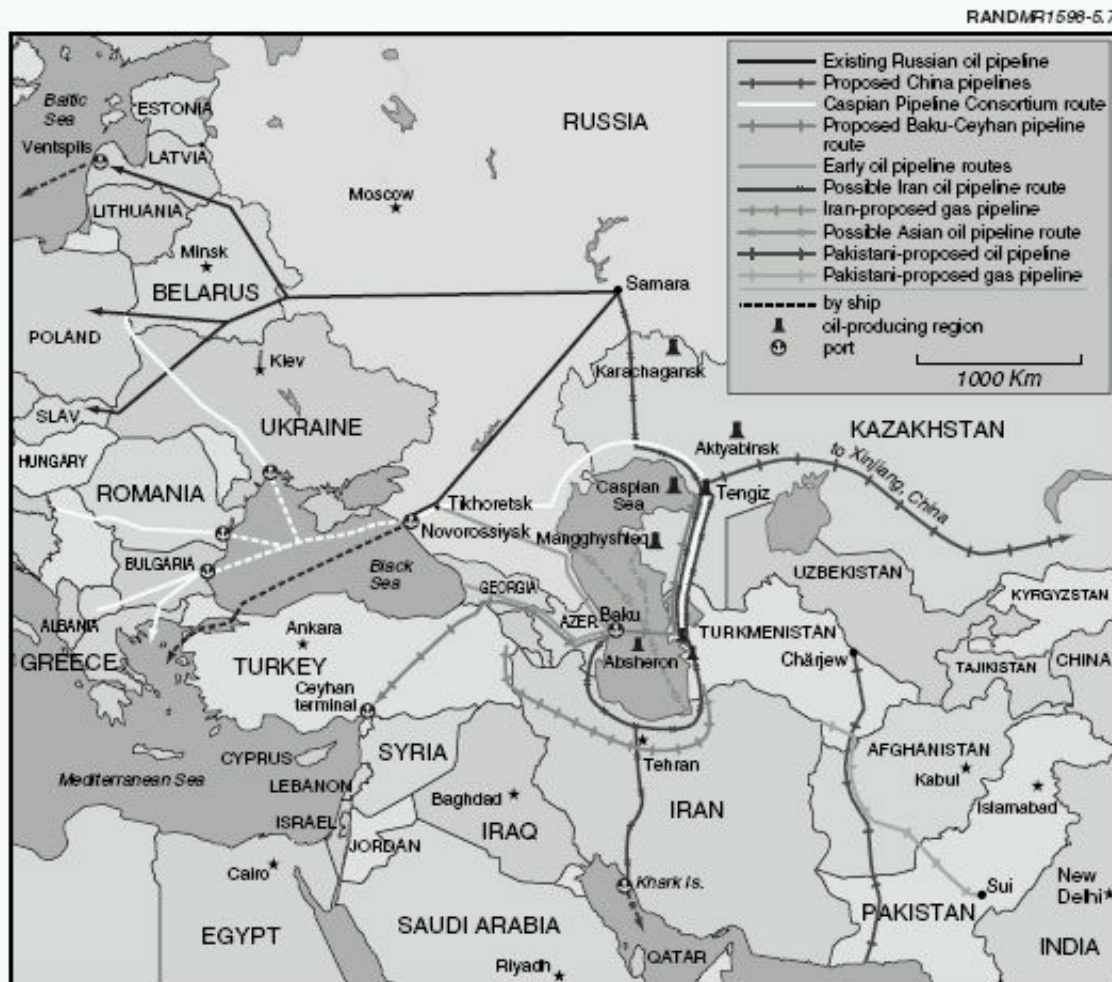 RANDMR1598-5.7
Existing Russian oil pipeline
Proposed China pipelines
Caspian Pipeline Consortium route
Proposed Baku-Ceyhan pipeline
route
Early oil pipeline routes
Possible Iran oil pipeline route
Iran-proposed gas pipeline
Possible Asian oil pipeline route
Pakistani-proposed oil pipeline
Pakistani-proposed gas pipeline
by ship
oil-producing region
port
1000 Km
Baltic
Sea
ESTONIA
RUSSIA
Ventspils
LATVIA
Moscow
LITHUANIA
Minsk
BELARUS
Samara
POLAND
Kiev
Karachagansk
SLAV.
UKRAINE
Aktyabinsk
KAZAKHSTAN
HUNGARY
to Xinjiang, China
ROMANIA
Caspian
Sea
Tengiz
Tikhoretsk
Novorossiysk
Mangghyshlaq
BULGARIA
Black
Sea
UZBEKISTAN
GEORGIA
KYRGYZSTAN
ALBANIA
Ankara
AZER.
Baku
TURKMENISTAN
GREECE
TURKEY
Absheron
Chärjew
TAJIKISTAN
CHINA
Ceyhan
terminal
CYPRUS
SYRIA
Tehran
AFGHANISTAN
Kabul
Mediterranean Sea
LEBANON
Baghdad
IRAN
Islamabad
ISRAEL
IRAQ
JORDAN
Cairo
Khark Is.
Sui
New
Delhi
EGYPT
SAUDI ARABIA
PAKISTAN
QATAR
INDIA
Riyadh